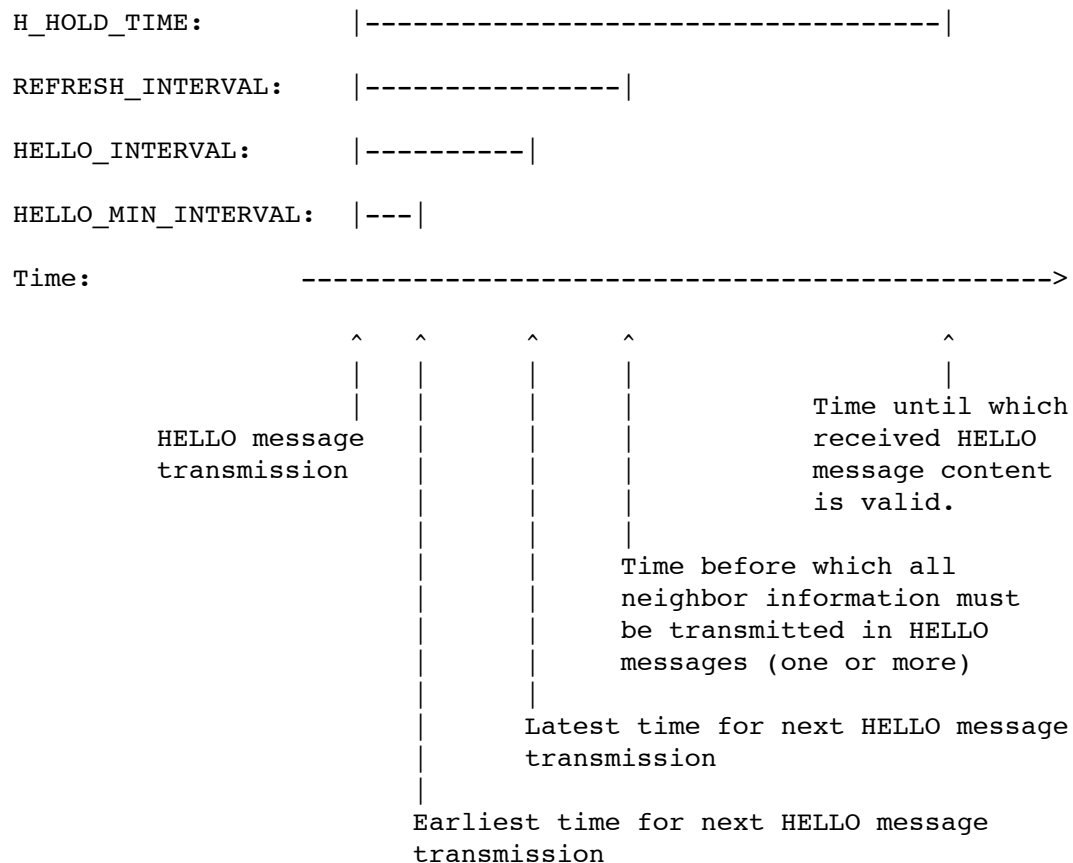 H_HOLD_TIME:          |------------------------------------|
REFRESH_INTERVAL:     |----------------|
HELLO_INTERVAL:       |----------|
HELLO_MIN_INTERVAL:   |---|
Time:              ----------------------------------------------->
^   ^      ^     ^                   ^
|   |      |     |                   |
|   |      |     |           Time until which
HELLO message   |      |     |           received HELLO
transmission    |      |     |           message content
|      |     |           is valid.
|      |     |
|      |     Time before which all
|      |     neighbor information must
|      |     be transmitted in HELLO
|      |     messages (one or more)
|      |
|      Latest time for next HELLO message
|      transmission
|
Earliest time for next HELLO message
transmission